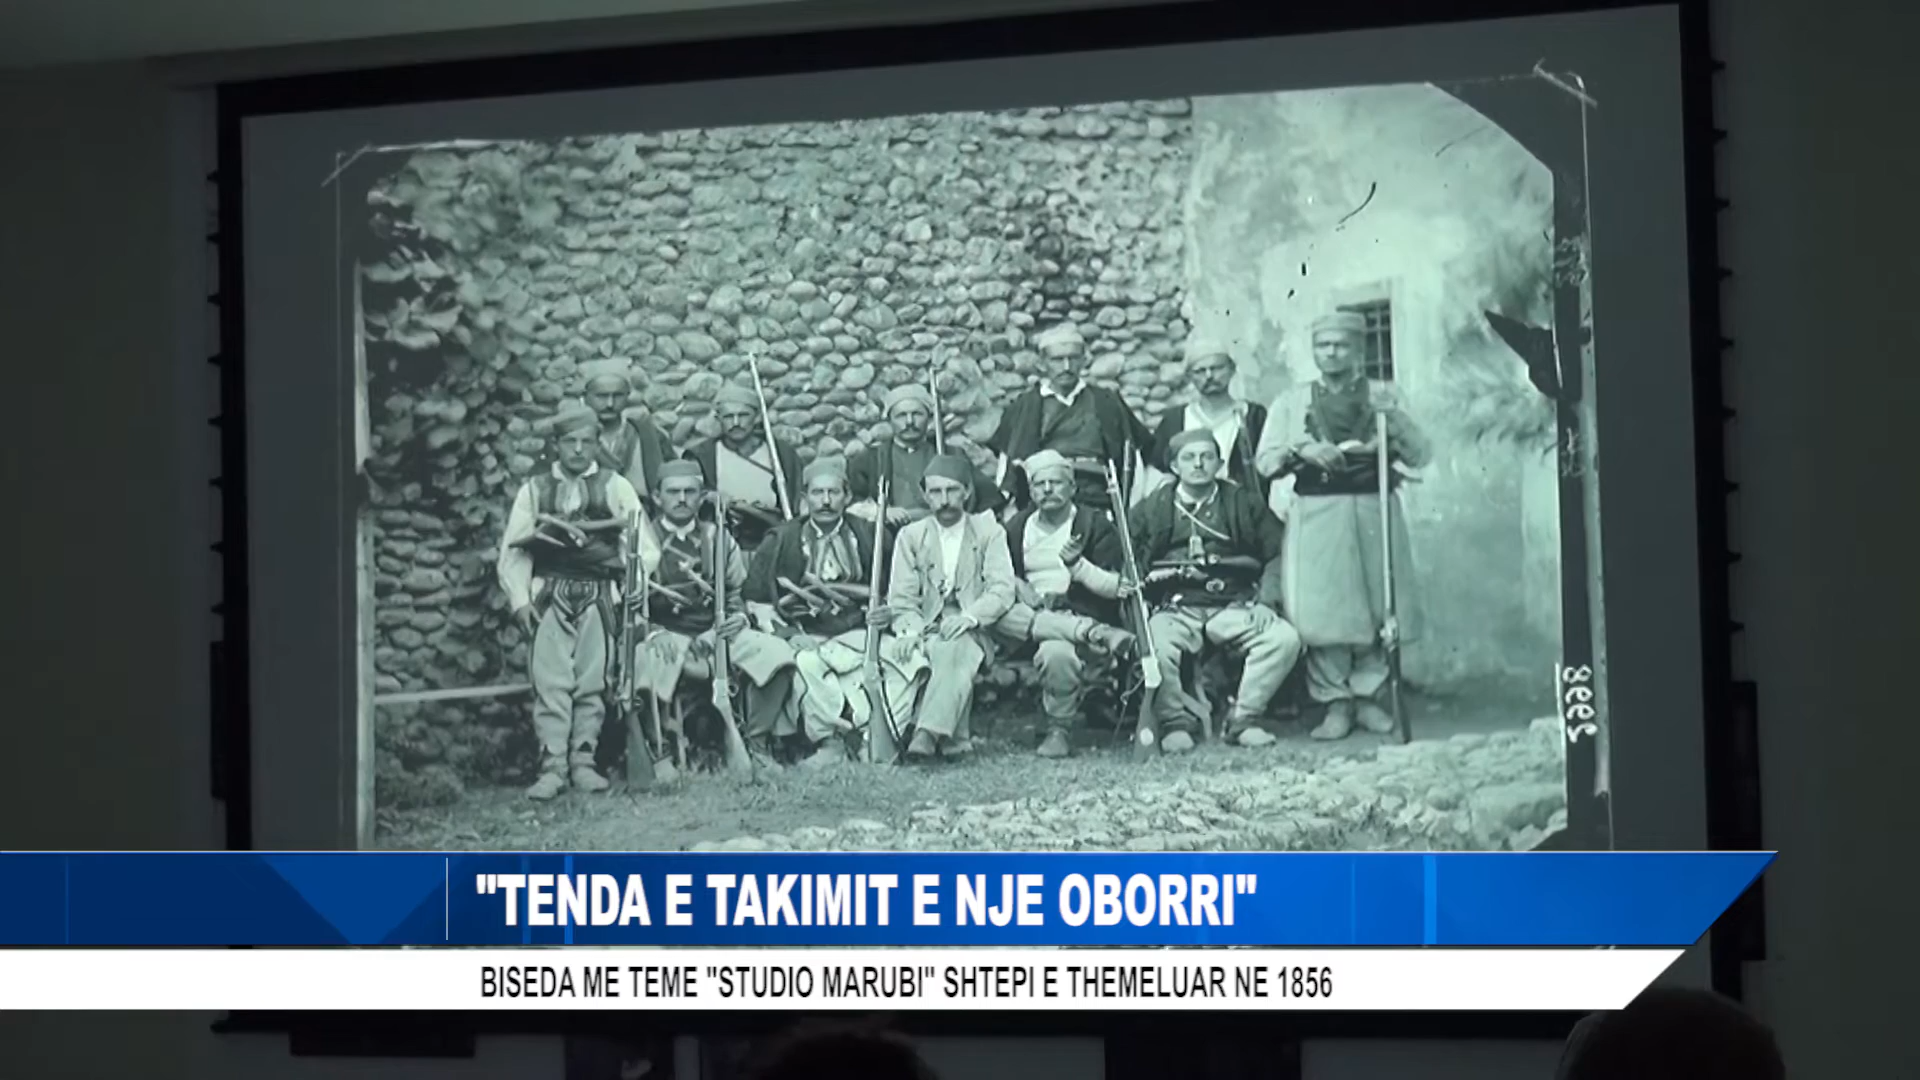 "TENDA E TAKIMIT E NJE OBORRI"
BISEDA ME TEME "STUDIO MARUBI" SHTEPI E THEMELUAR NE 1856